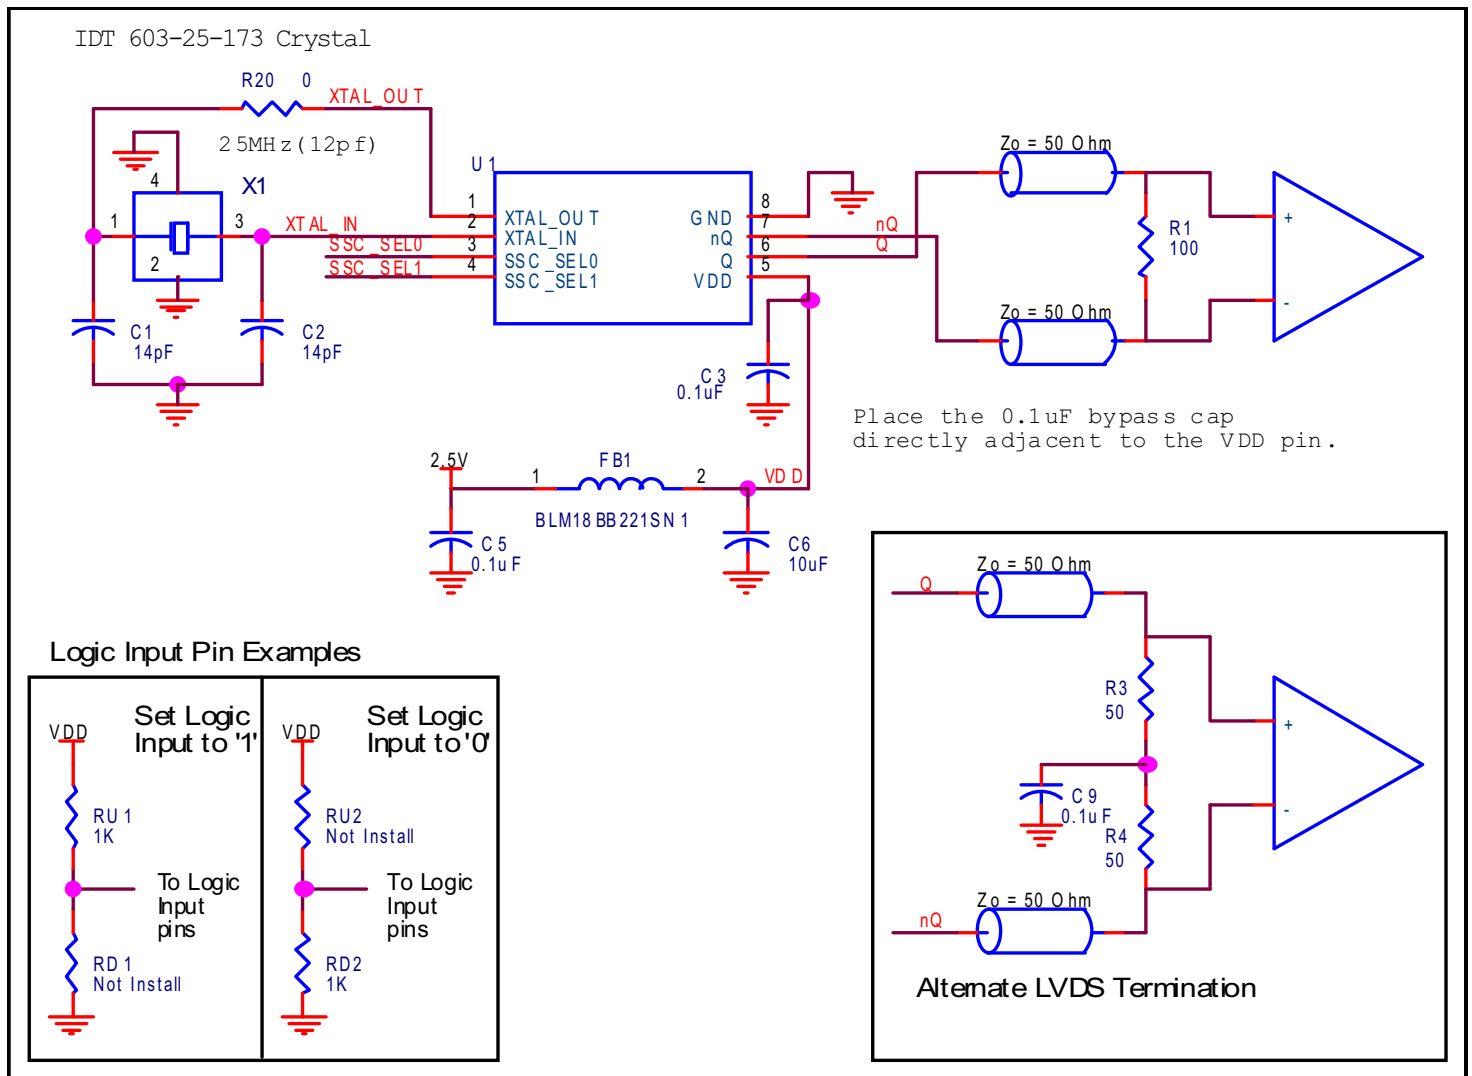 IDT 603-25-173 Crystal
R20 0
XTAL_OUT
25MHz(12pf)
X1
4
1
3
2
XTAL_IN
SSC_SEL0
SSC_SEL1
C1
14pF
C2
14pF
U1
1
2
3
4
XTAL_OUT
XTAL_IN
SSC_SEL0
SSC_SEL1
GND
nQ
Q
VDD
8
7
6
5
nQ
Q
Zo = 50 Ohm
Zo = 50 Ohm
R1
100
+
-
C3
0.1uF
Place the 0.1uF bypass cap
directly adjacent to the VDD pin.
2.5V
1
FB1
2
VDD
BLM18BB221SN1
C5
0.1uF
C6
10uF
Logic Input Pin Examples
VDD
Set Logic
Input to '1'
RU1
1K
To Logic
Input
pins
RD1
Not Install
VDD
Set Logic
Input to '0'
RU2
Not Install
To Logic
Input
pins
RD2
1K
Q
Zo = 50 Ohm
R3
50
C9
0.1uF
R4
50
+
-
nQ
Zo = 50 Ohm
Alternate LVDS Termination